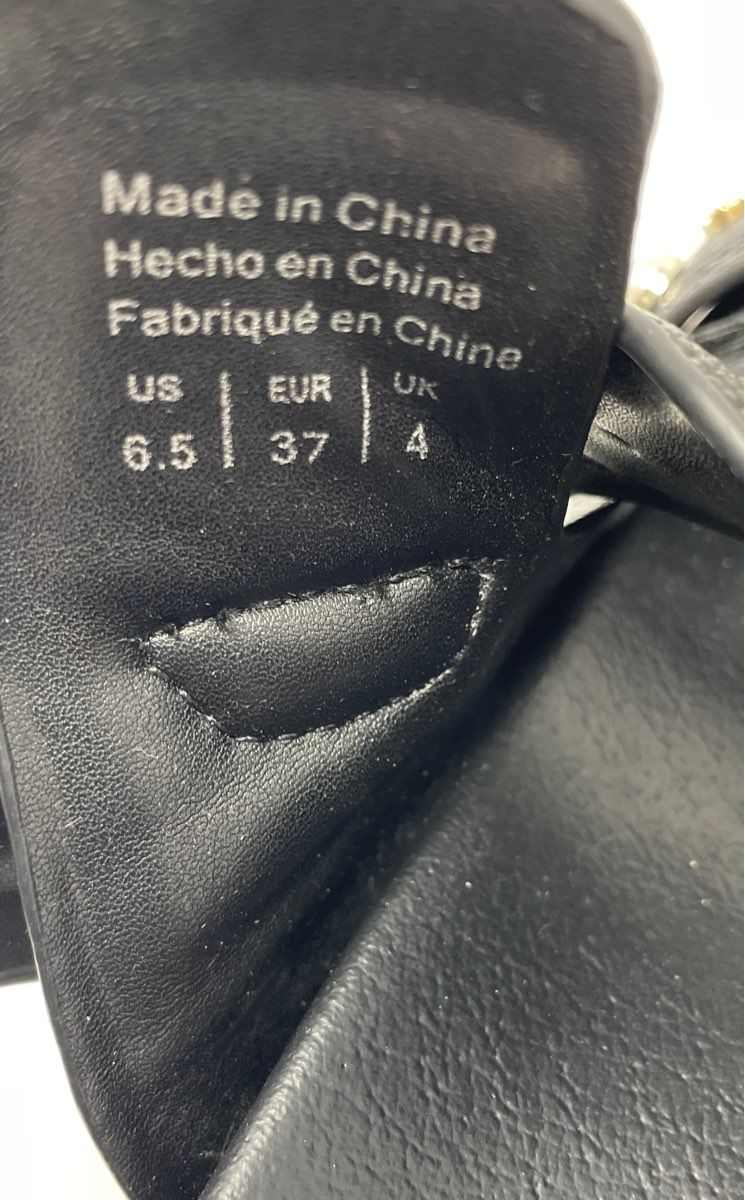 Made in China
Hecho en China
Fabriqué en Chine
US | EUR | UK
6.5 | 37 | 4